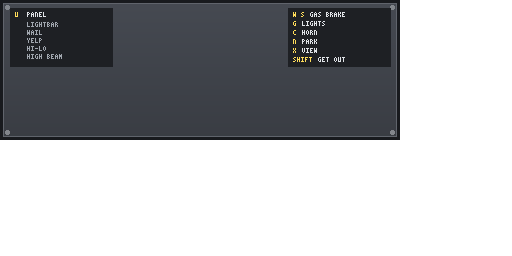 U PANEL
LIGHTBAR
WAIL
YELP
HI-LO
HIGH BEAM
W S GAS BRAKE
G LIGHTS
C HORN
PARK
X VIEW
SHIFT GET OUT